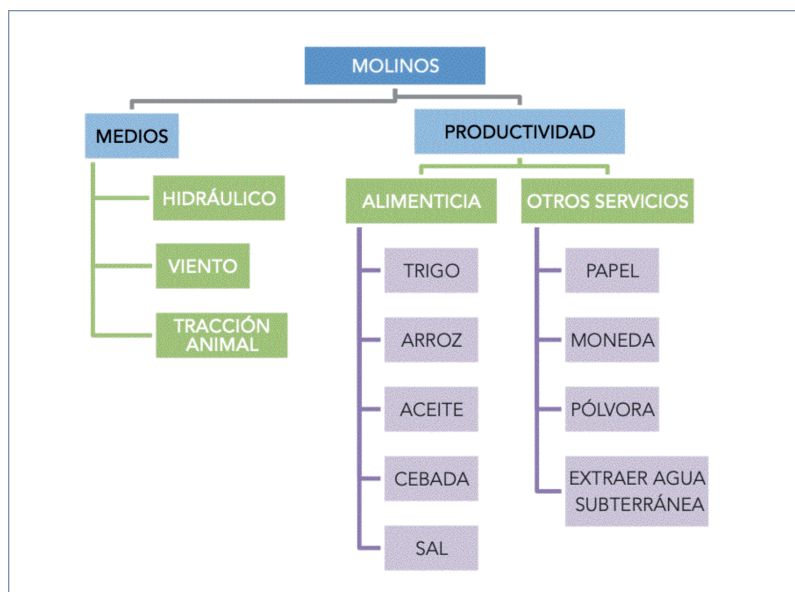 MOLINOS
MEDIOS
HIDRÁULICO
VIENTO
TRACCIÓN
ANIMAL
PRODUCTIVIDAD
ALIMENTICIA
TRIGO
ARROZ
ACEITE
CEBADA
SAL
OTROS SERVICIOS
PAPEL
MONEDA
PÓLVORA
EXTRAER AGUA
SUBTERRÁNEA